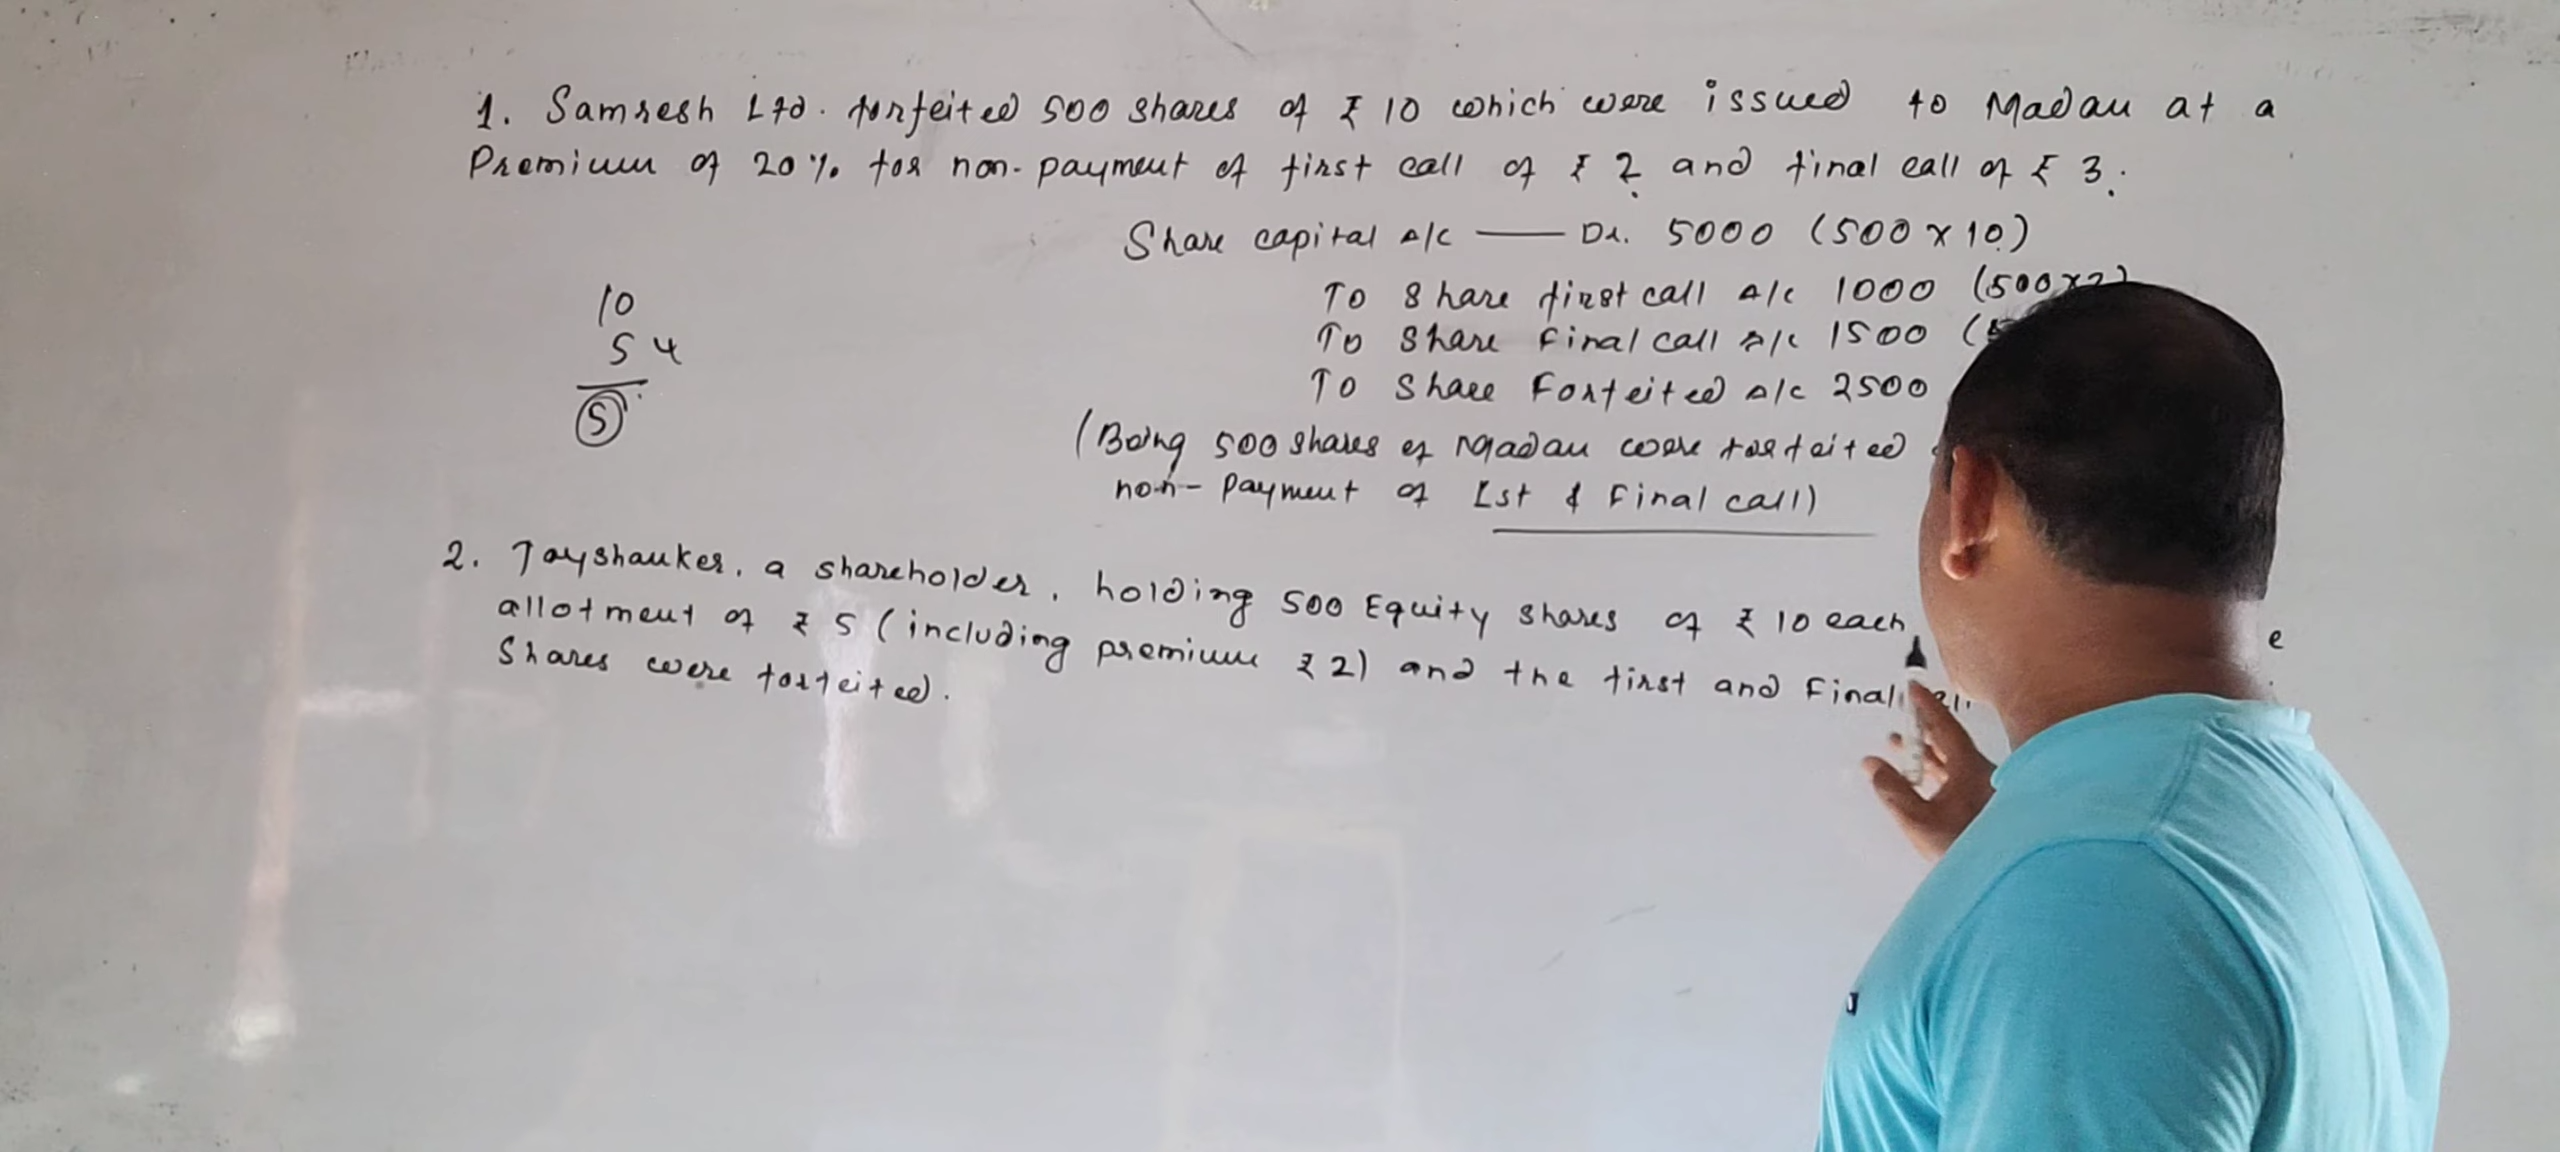 1. Samresh Ltd. forfeited 500 shares of ₹ 10 which were issued to Madan at a
Premium of 20% for non-payment of first call of ₹ 2 and final call of ₹ 3.
Share capital A/c —— Dr. 5000 (500 x 10)
10
To Share first call A/c 1000 (500x2)
5 4
To Share Final call A/c 1500 (
5
To Share Forfeited A/c 2500
(Being 500 shares of Madan were forfeited
non-Payment of Ist & Final call)
2. Jayshanker, a shareholder, holding 500 Equity shares of ₹ 10 each
allotment of ₹ 5 (including premium ₹ 2) and the first and Final
Shares were forfeited.